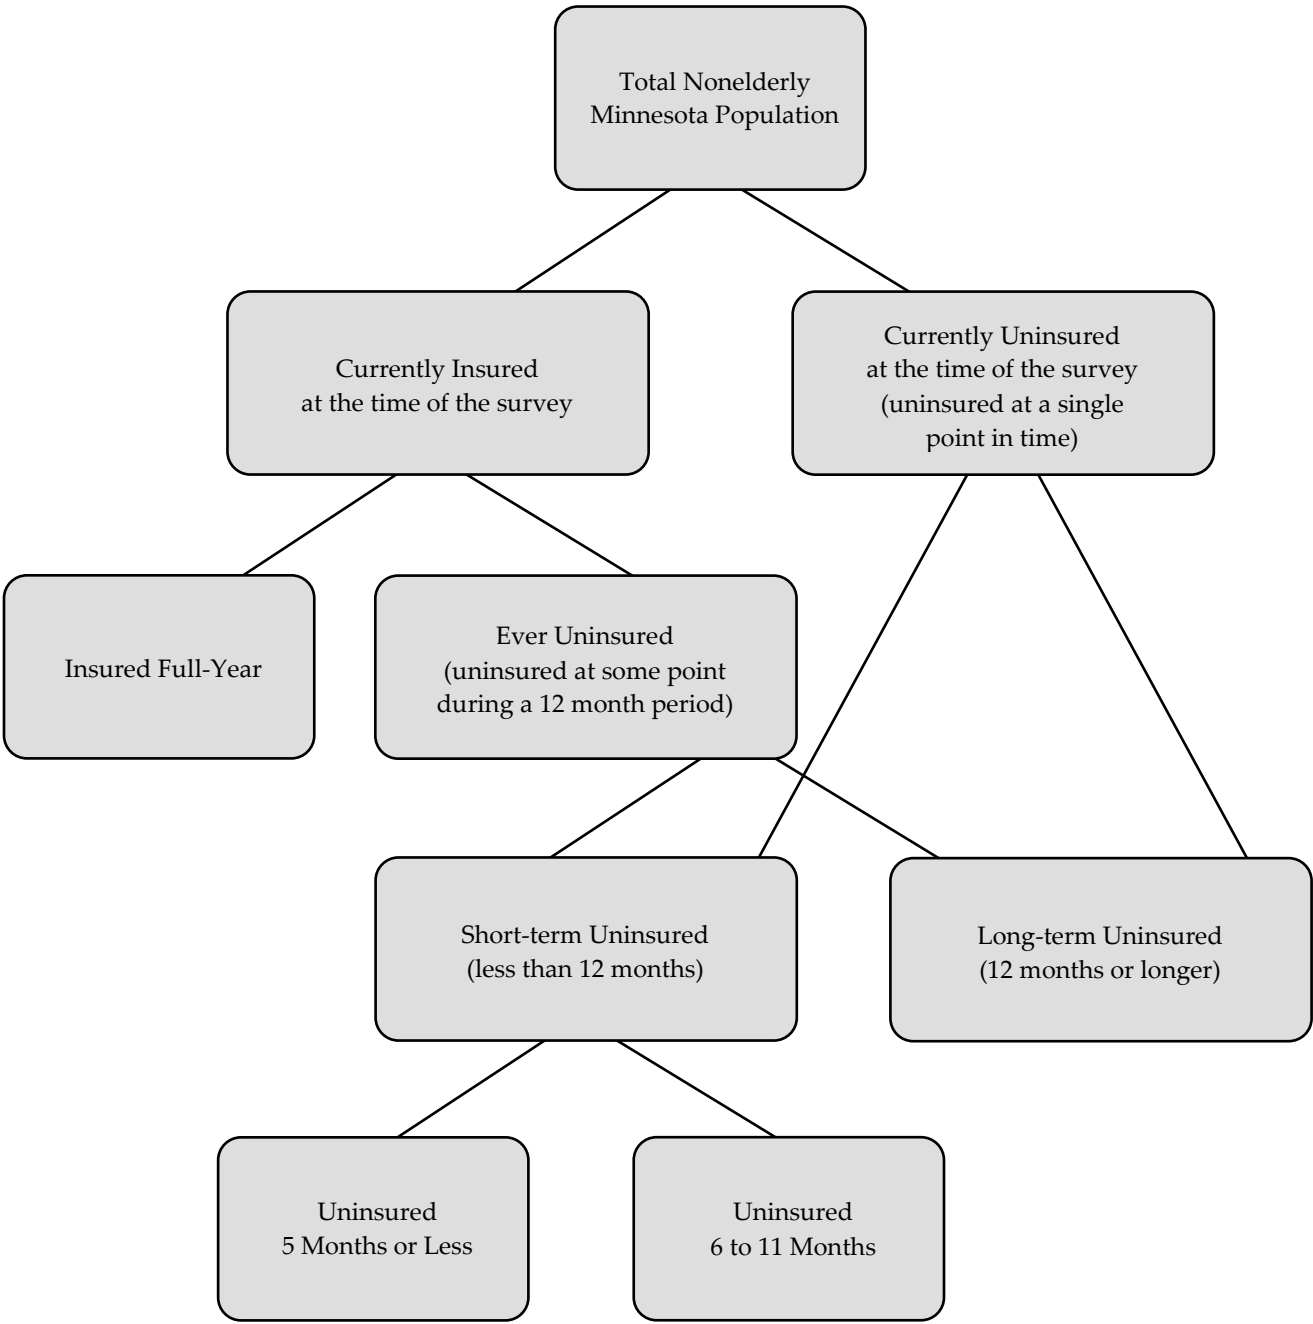 Total Nonelderly
Minnesota Population
Currently Insured
at the time of the survey
Currently Uninsured
at the time of the survey
(uninsured at a single
point in time)
Insured Full-Year
Ever Uninsured
(uninsured at some point
during a 12 month period)
Short-term Uninsured
(less than 12 months)
Long-term Uninsured
(12 months or longer)
Uninsured
5 Months or Less
Uninsured
6 to 11 Months